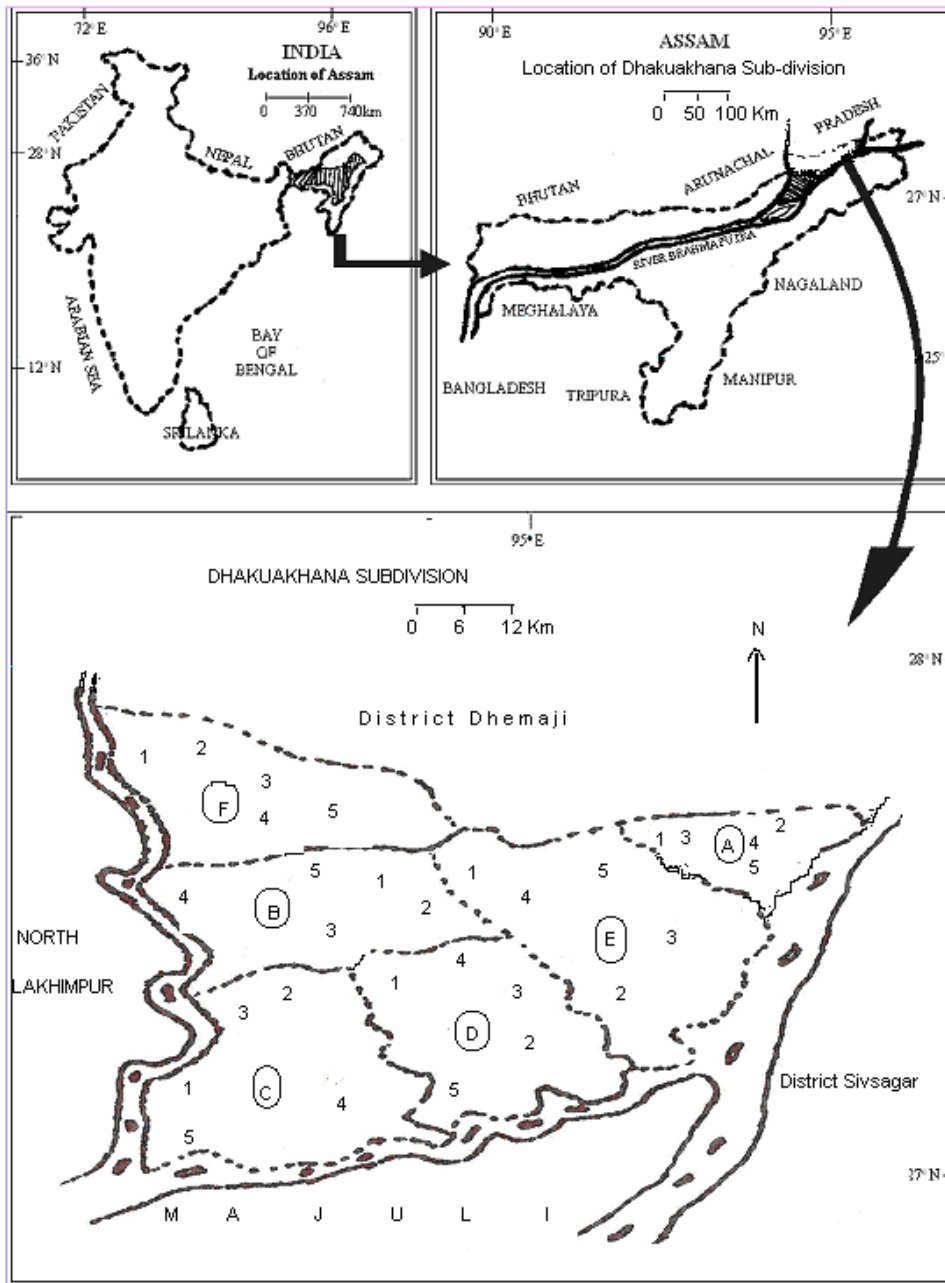 72°E
96°E
36°N
INDIA
Location of Assam
0 370 740km
PAKISTAN
28°N
NEPAL
BHUTAN
ARABIAN SEA
BAY
OF
BENGAL
12°N
SRILANKA
90°E
95°E
ASSAM
Location of Dhakuakhana Sub-division
0 50 100 Km
BHUTAN
ARUNACHAL
PRADESH
27°N
RIVER BRAHMAPUTRA
NAGALAND
MEGHALAYA
25°
BANGLADESH
TRIPURA
MANIPUR
95°E
DHAKUAKHANA SUBDIVISION
0 6 12 Km
N
28°N
District Dhemaji
1 2 3
F
4 5
1 3 A 4 2
5
5 1
4 B 3 2
1 5
4
E 3
2
NORTH
LAKHIMPUR
4
1 3
D 2
5
2
3
1 C 4
5
District Sivsagar
27°N
M A J U L I